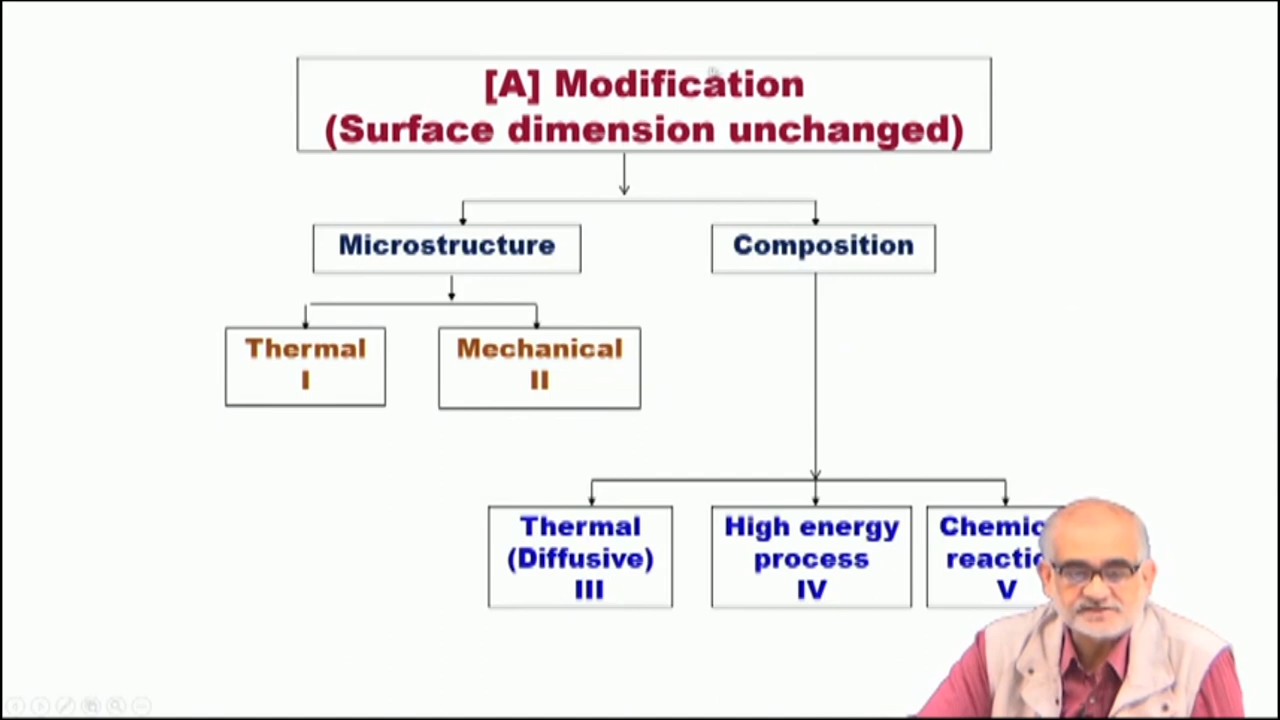 [A] Modification
(Surface dimension unchanged)
Microstructure
Composition
Thermal
I
Mechanical
II
Thermal
(Diffusive)
III
High energy
process
IV
V